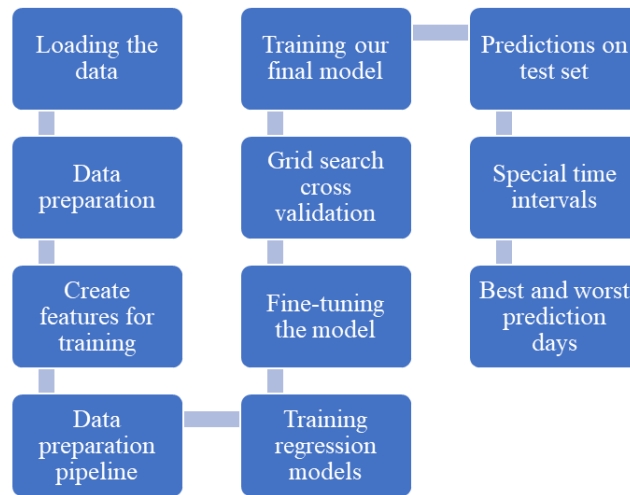 Loading the
data
Data
preparation
Create
features for
training
Data
preparation
pipeline
Training
regression
models
Fine-tuning
the model
Grid search
cross
validation
Training our
final model
Predictions on
test set
Special time
intervals
Best and worst
prediction
days